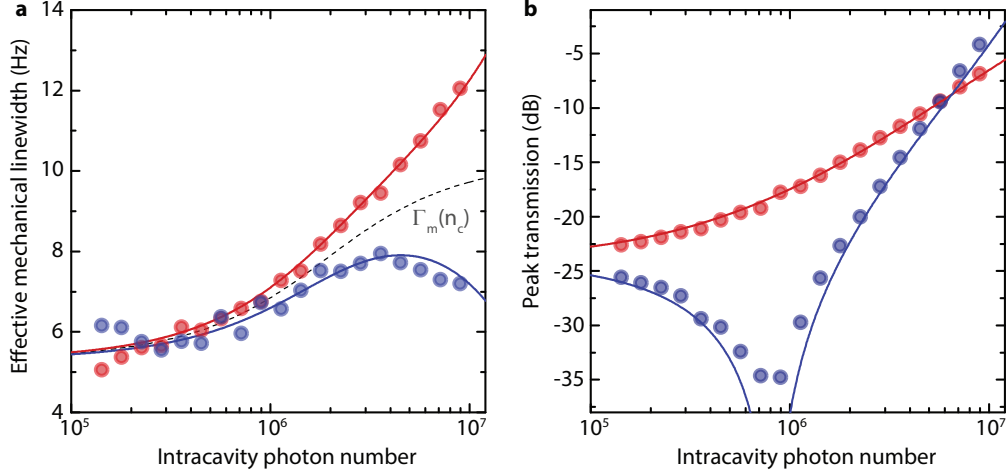 a
Effective mechanical linewidth (Hz)
14
12
10
8
6
4
Γm(nc)
10^5
10^6
10^7
Intracavity photon number
b
Peak transmission (dB)
-5
-10
-15
-20
-25
-30
-35
10^5
10^6
10^7
Intracavity photon number